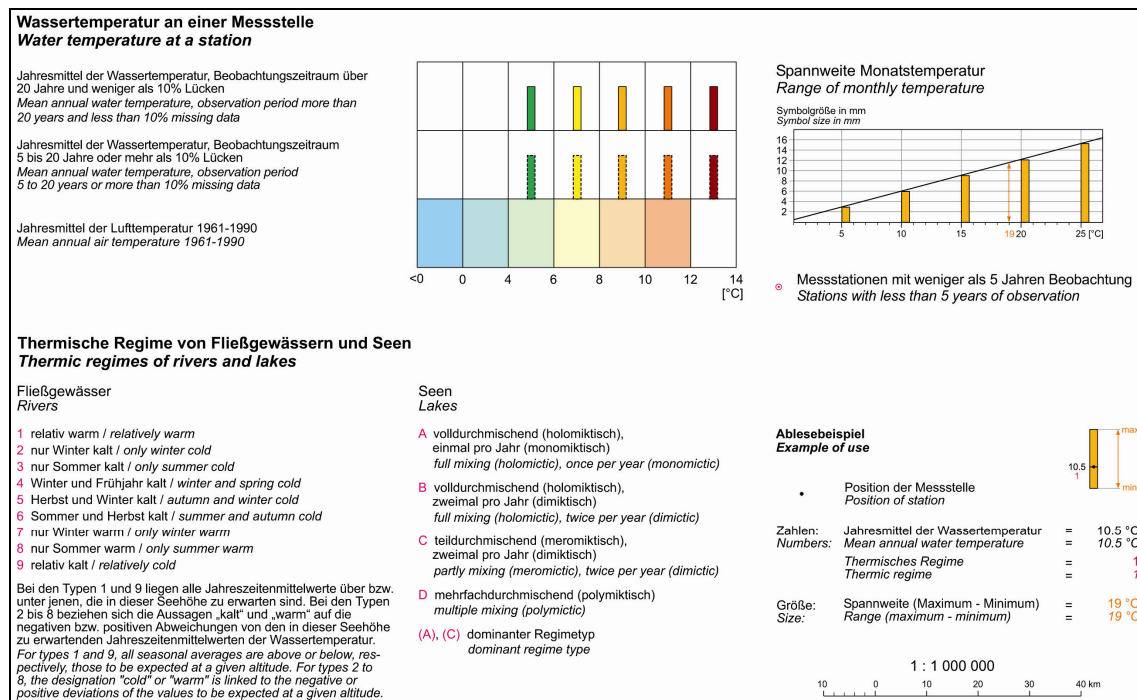 Wassertemperatur an einer Messstelle
Water temperature at a station
Jahresmittel der Wassertemperatur, Beobachtungszeitraum über
20 Jahre und weniger als 10% Lücken
Mean annual water temperature, observation period more than
20 years and less than 10% missing data
Jahresmittel der Wassertemperatur, Beobachtungszeitraum
5 bis 20 Jahre oder mehr als 10% Lücken
Mean annual water temperature, observation period
5 to 20 years or more than 10% missing data
Jahresmittel der Lufttemperatur 1961-1990
Mean annual air temperature 1961-1990
<0 0 4 6 8 10 12 14
[°C]
Spannweite Monatstemperatur
Range of monthly temperature
Symbolgröße in mm
Symbol size in mm
16
14
12
10
8
6
4
2
5 10 15 19 20 25 [°C]
Messstationen mit weniger als 5 Jahren Beobachtung
Stations with less than 5 years of observation
Thermische Regime von Fließgewässern und Seen
Thermic regimes of rivers and lakes
Fließgewässer
Rivers
1 relativ warm / relatively warm
2 nur Winter kalt / only winter cold
3 nur Sommer kalt / only summer cold
4 Winter und Frühjahr kalt / winter and spring cold
5 Herbst und Winter kalt / autumn and winter cold
6 Sommer und Herbst kalt / summer and autumn cold
7 nur Winter warm / only winter warm
8 nur Sommer warm / only summer warm
9 relativ kalt / relatively cold
Bei den Typen 1 und 9 liegen alle Jahreszeitenmittelwerte über bzw.
unter jenen, die in dieser Seehöhe zu erwarten sind. Bei den Typen
2 bis 8 beziehen sich die Aussagen „kalt" und „warm" auf die
negativen bzw. positiven Abweichungen von den in dieser Seehöhe
zu erwartenden Jahreszeitenmittelwerten der Wassertemperatur.
For types 1 and 9, all seasonal averages are above or below, res-
pectively, those to be expected at a given altitude. For types 2 to
8, the designation "cold" or "warm" is linked to the negative or
positive deviations of the values to be expected at a given altitude.
Seen
Lakes
A volldurchmischend (holomiktisch),
einmal pro Jahr (monomiktisch)
full mixing (holomictic), once per year (monomictic)
B volldurchmischend (holomiktisch),
zweimal pro Jahr (dimiktisch)
full mixing (holomictic), twice per year (dimictic)
C teildurchmischend (meromiktisch),
zweimal pro Jahr (dimiktisch)
partly mixing (meromictic), twice per year (dimictic)
D mehrfachdurchmischend (polymiktisch)
multiple mixing (polymictic)
(A), (C) dominanter Regimetyp
dominant regime type
Ablesebeispiel
Example of use
max
10.5
1
min
Position der Messstelle
Position of station
Zahlen: Jahresmittel der Wassertemperatur = 10.5 °C
Numbers: Mean annual water temperature = 10.5 °C
Thermisches Regime = 1
Thermic regime = 1
Größe: Spannweite (Maximum - Minimum) = 19 °C
Size: Range (maximum - minimum) = 19 °C
1 : 1 000 000
10 0 10 20 30 40 km